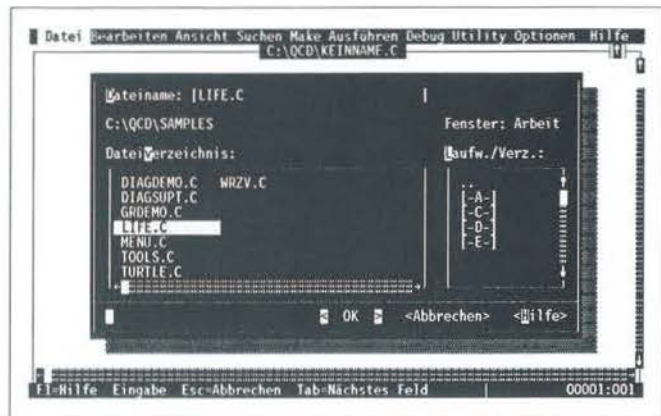 Datei Bearbeiten Ansicht Suchen Make Ausführen Debug Utility Optionen Hilfe
C:\QCD\KEINNAME.C
Dateiname: [LIFE.C ]
C:\QCD\SAMPLES Fenster: Arbeit
Dateiverzeichnis: Laufw./Verz.:
DIAGDEMO.C WRZV.C ..
DIAGSUPT.C [-A-]
GRDEMO.C [-C-]
LIFE.C [-D-]
MENU.C [-E-]
TOOLS.C
TURTLE.C
< OK > <Abbrechen> <Hilfe>
F1=Hilfe Eingabe Esc=Abbrechen Tab=Nächstes Feld 00001:001